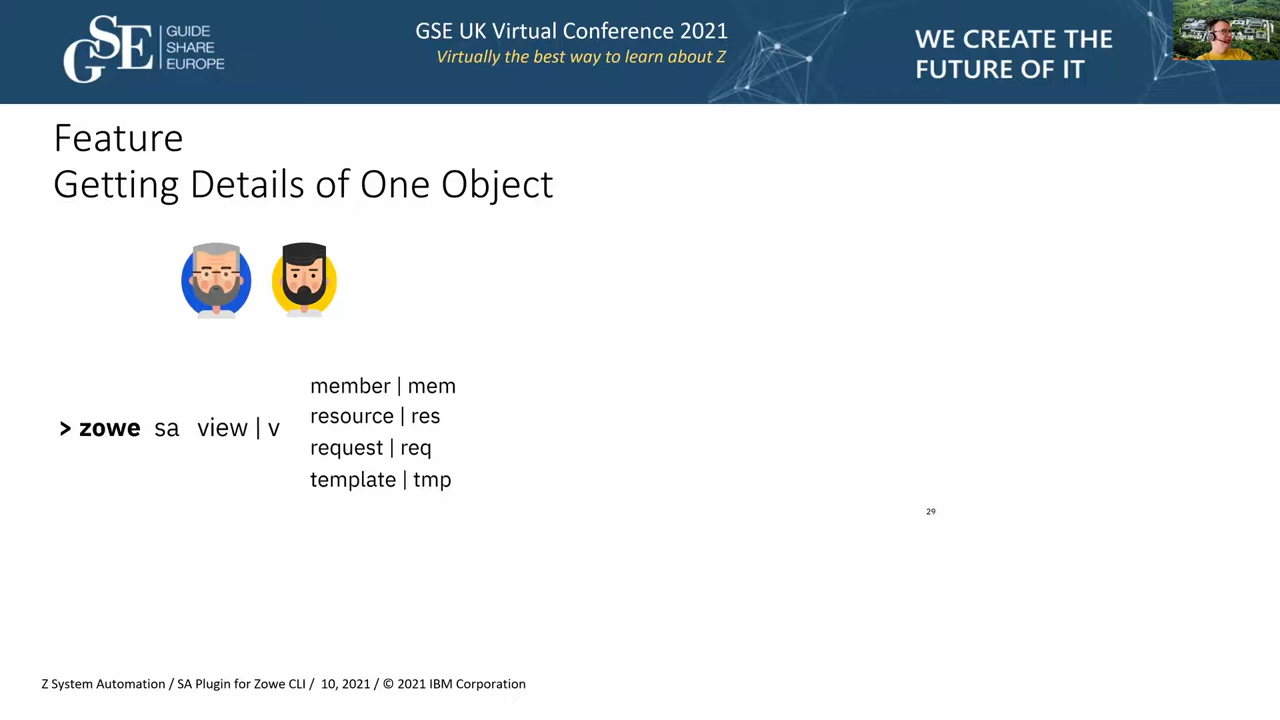 GSE
GUIDE
SHARE
EUROPE
GSE UK Virtual Conference 2021
Virtually the best way to learn about Z
WE CREATE THE
FUTURE OF IT
Feature
Getting Details of One Object
> zowe sa view | v
member | mem
resource | res
request | req
template | tmp
29
Z System Automation / SA Plugin for Zowe CLI / 10, 2021 / © 2021 IBM Corporation